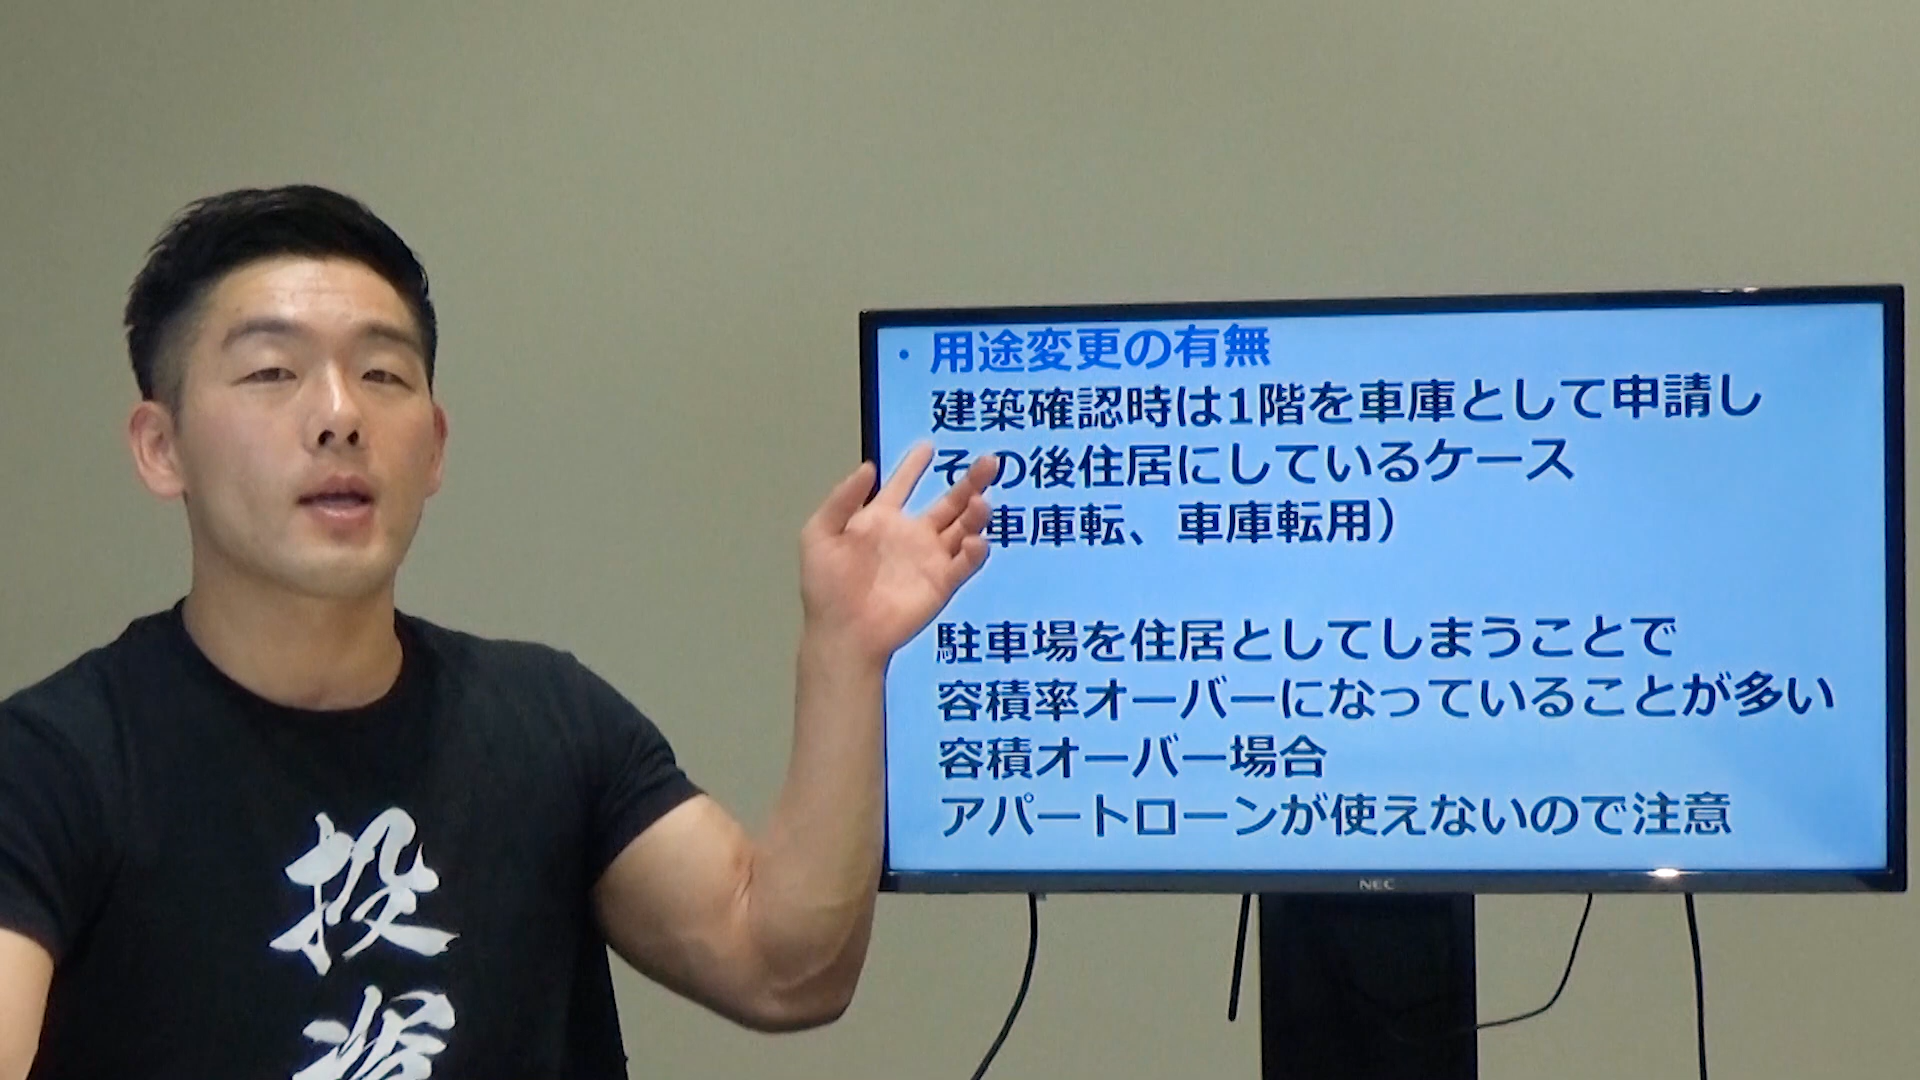 ・用途変更の有無
建築確認時は1階を車庫として申請し
その後住居にしているケース
車庫転、車庫転用）
駐車場を住居としてしまうことで
容積率オーバーになっていることが多い
容積オーバー場合
アパートローンが使えないので注意
NEC
投
資